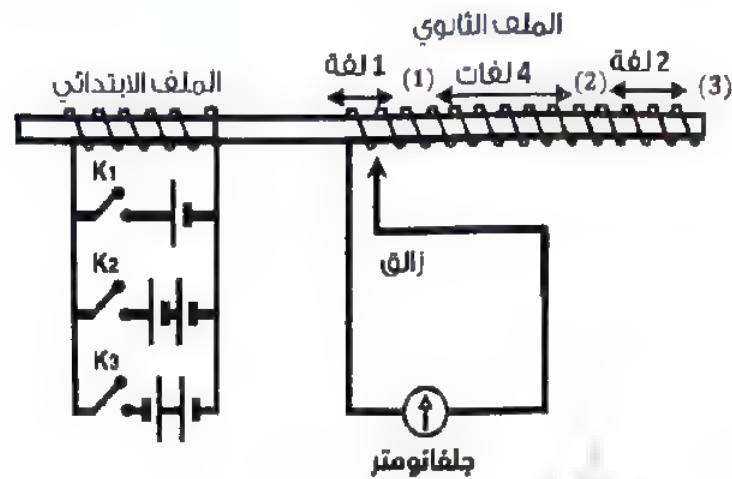 الملف الثانوي
الملف الابتدائي
1 لفة (1) 4 لفات (2) 2 لفة (3)
K1
K2
K3
زالق
جلفانومتر